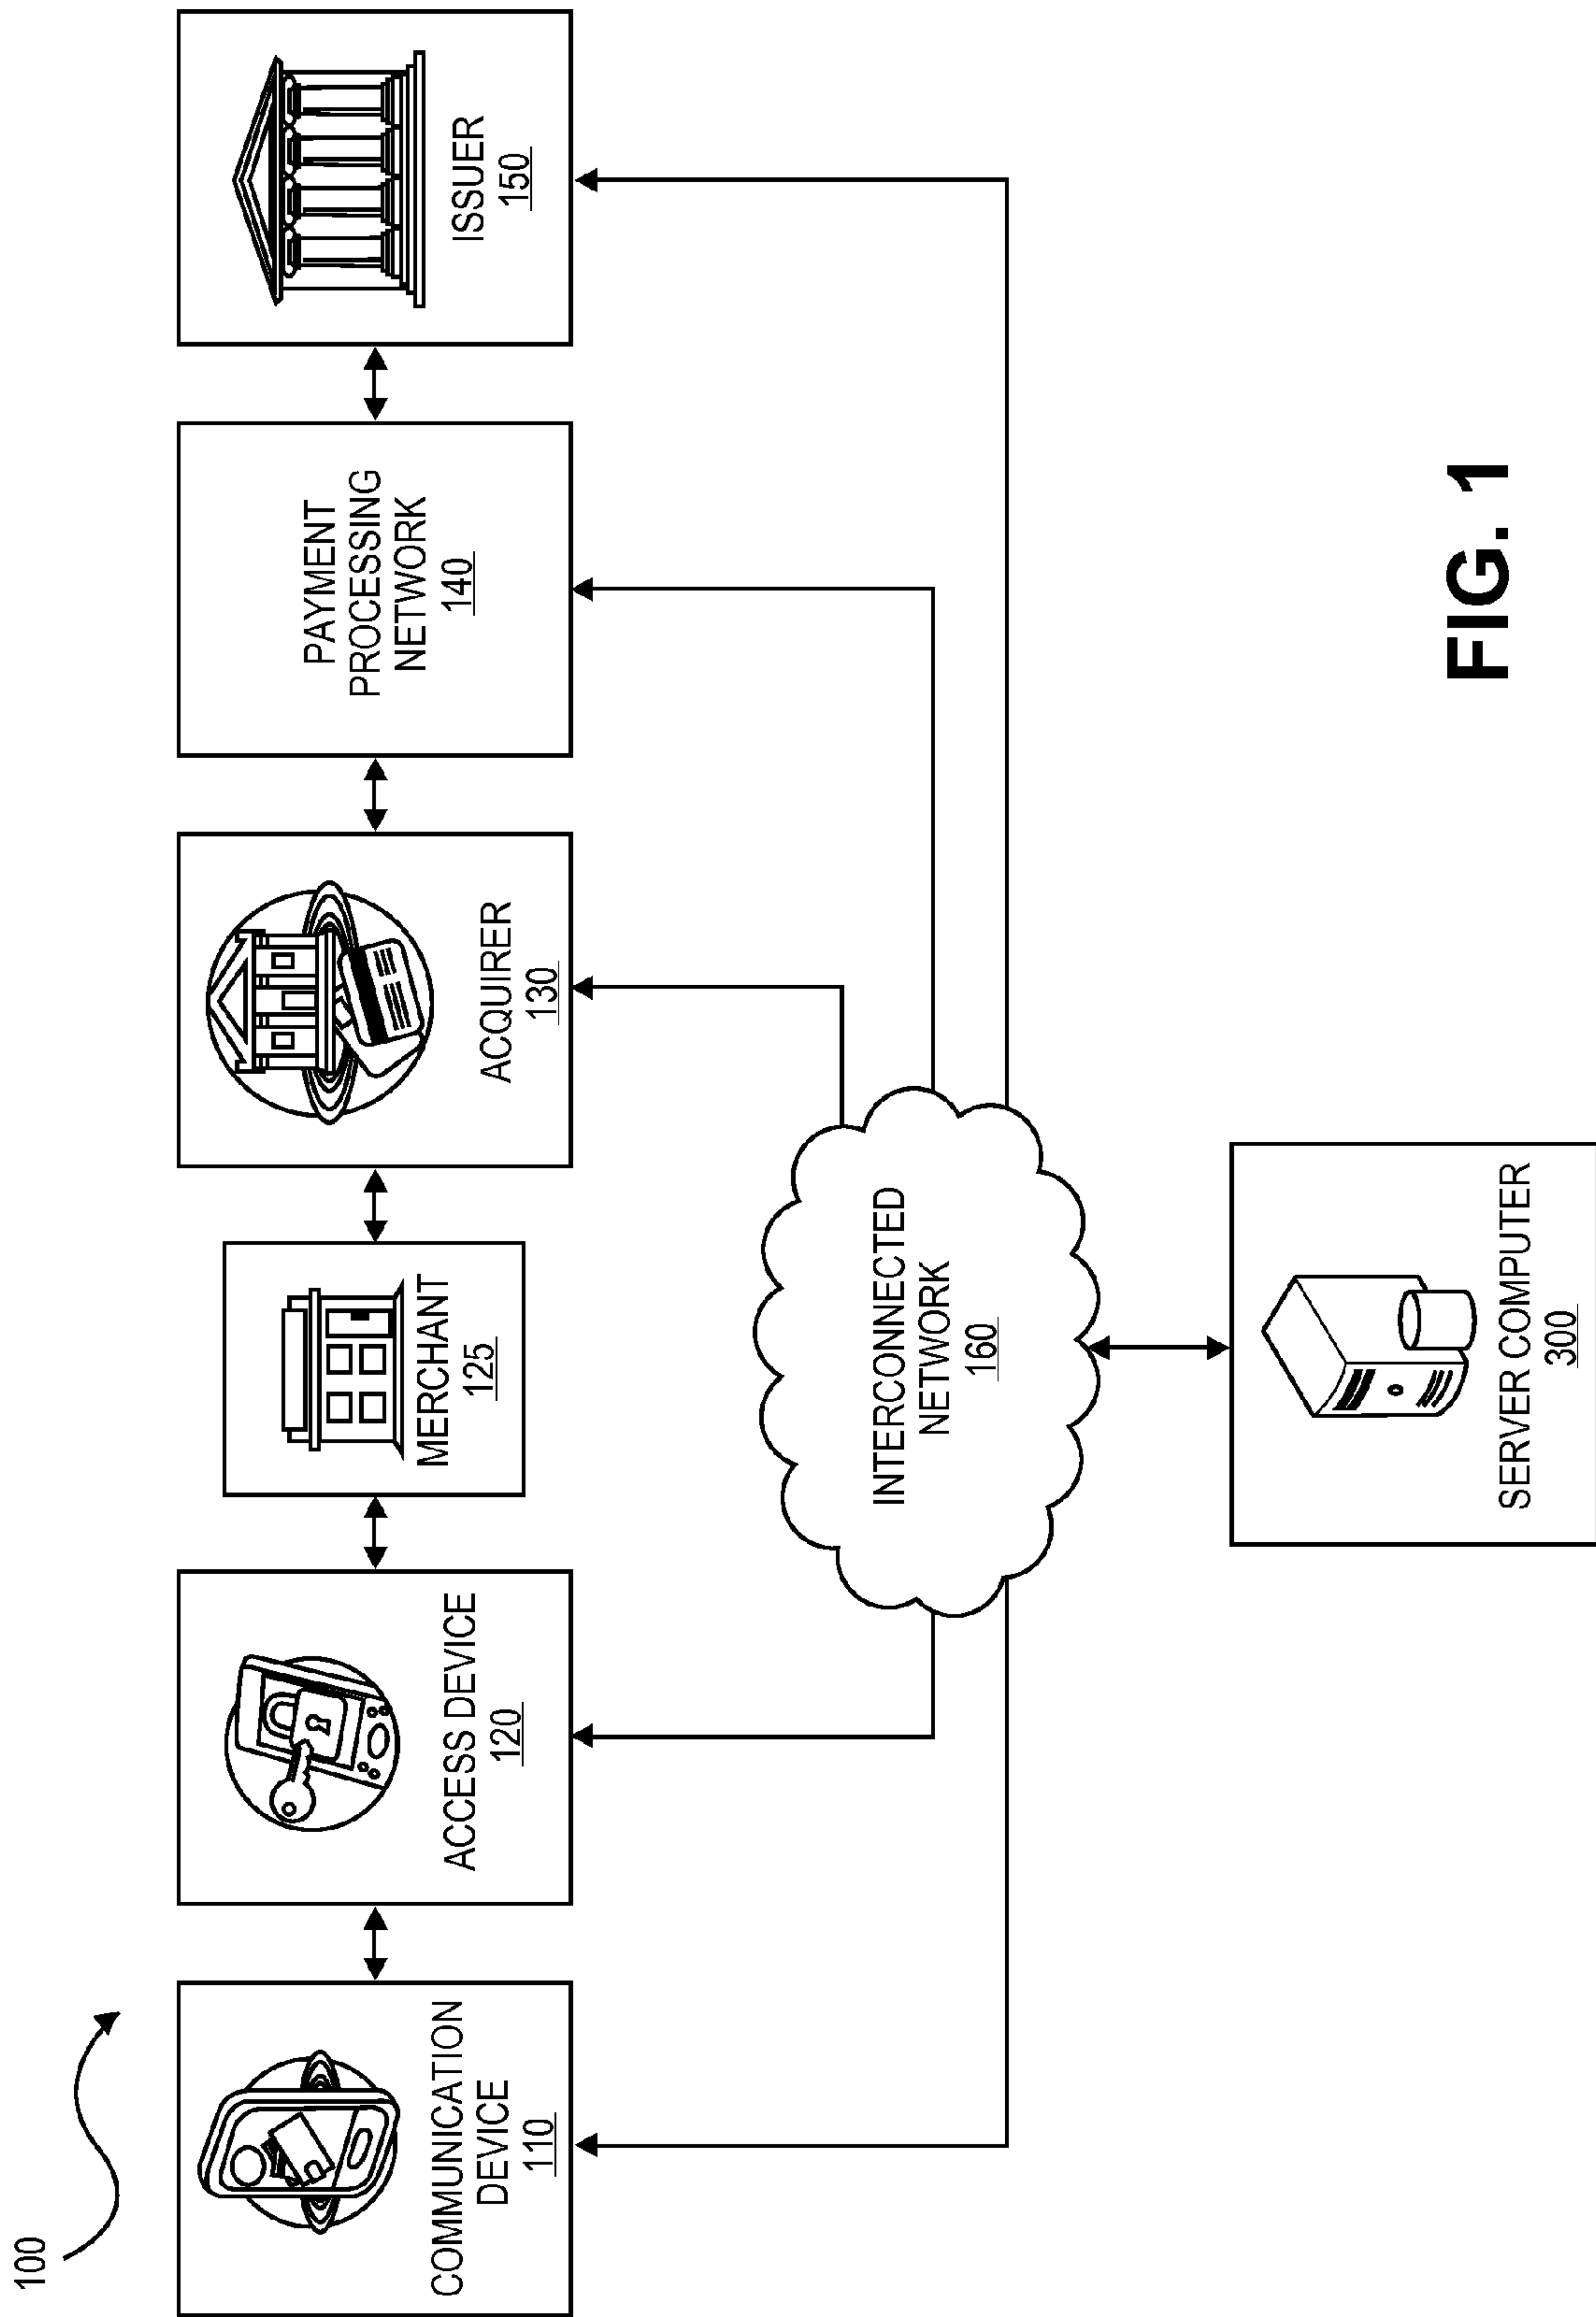 100
COMMUNICATION
DEVICE
110
ACCESS DEVICE
120
MERCHANT
125
ACQUIRER
130
PAYMENT
PROCESSING
NETWORK
140
ISSUER
150
INTERCONNECTED
NETWORK
160
SERVER COMPUTER
300
FIG. 1